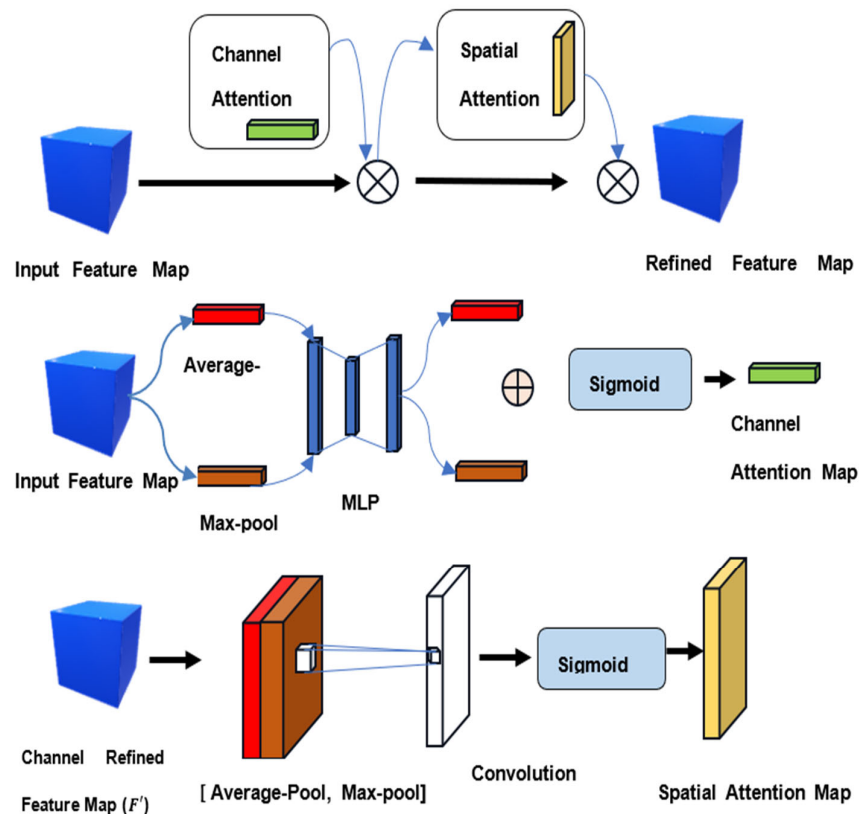 Channel
Attention
Spatial
Attention
Input Feature Map
Refined Feature Map
Average-
Input Feature Map
Max-pool
MLP
Sigmoid
Channel
Attention Map
Channel Refined
Feature Map (F′)
[ Average-Pool, Max-pool]
Convolution
Sigmoid
Spatial Attention Map